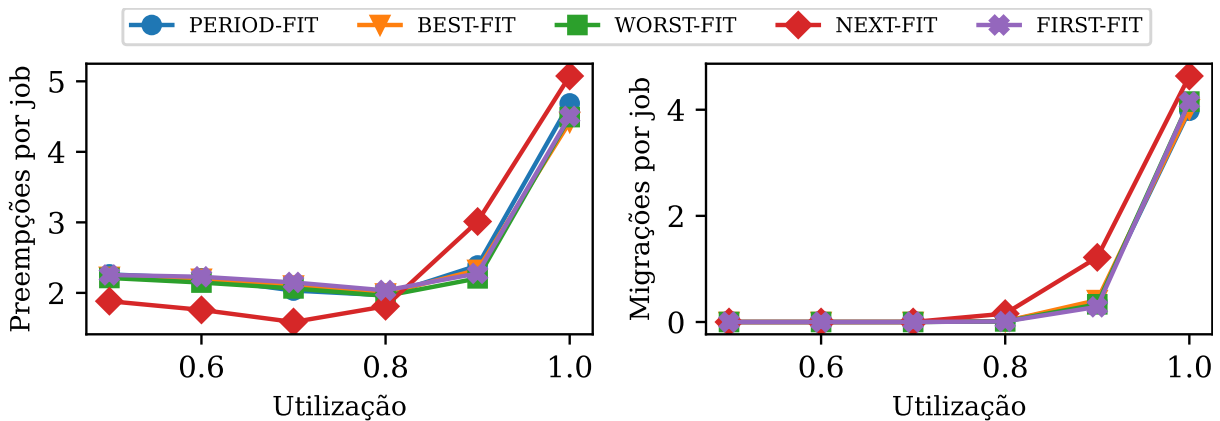 PERIOD-FIT BEST-FIT WORST-FIT NEXT-FIT FIRST-FIT
Preempções por job
5
4
3
2
0.6 0.8 1.0
Utilização
Migrações por job
4
2
0
0.6 0.8 1.0
Utilização